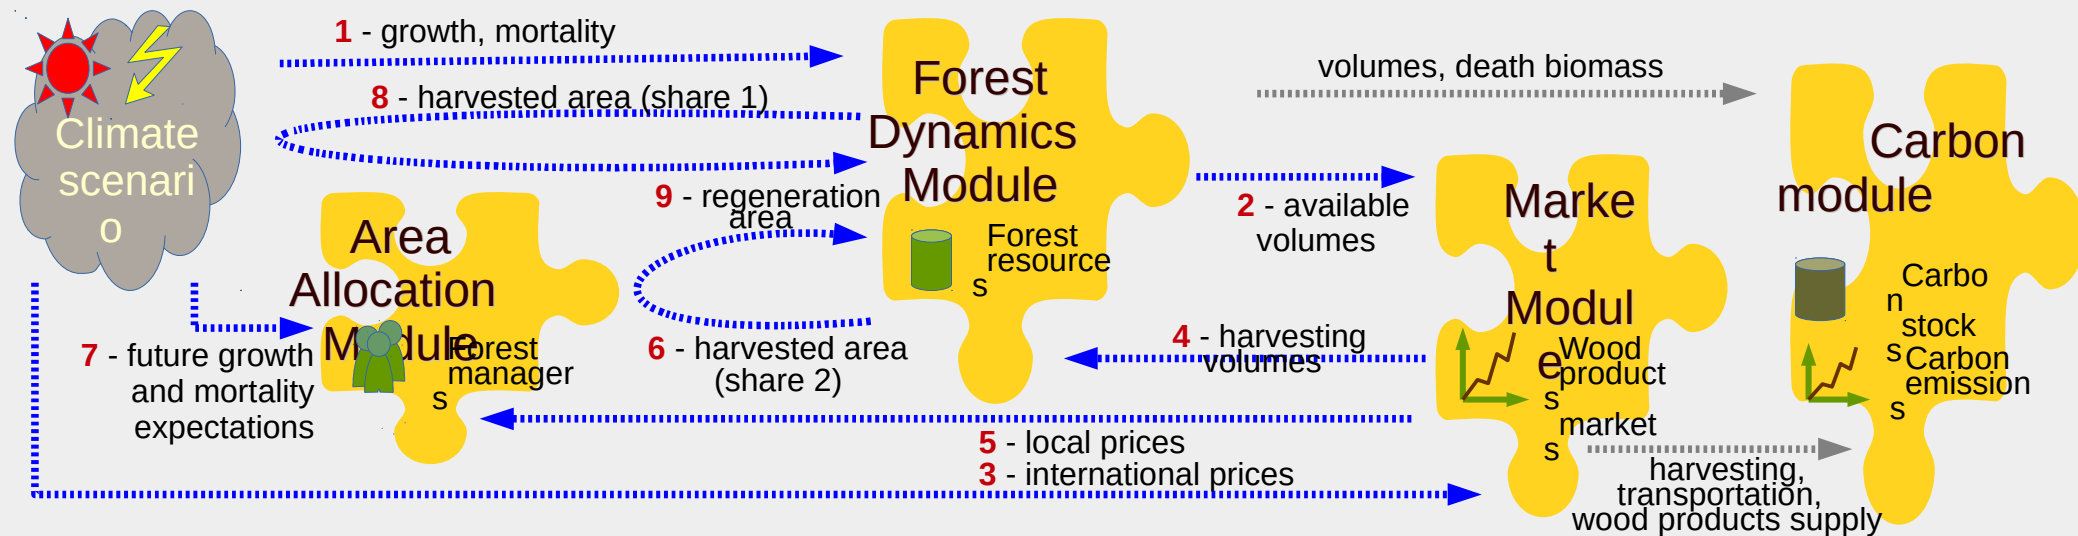 1 - growth, mortality
8 - harvested area (share 1)
Climate
scenari
o
Forest
Dynamics
Module
Forest
resource
s
volumes, death biomass
9 - regeneration
area
2 - available
volumes
Area
Allocation
Module
Forest
manager
s
7 - future growth
and mortality
expectations
6 - harvested area
(share 2)
4 - harvesting
volumes
5 - local prices
3 - international prices
Marke
t
Modul
e
Wood
product
s
market
s
Carbon
module
Carbo
n
stock
s
Carbon
emission
s
harvesting,
transportation,
wood products supply